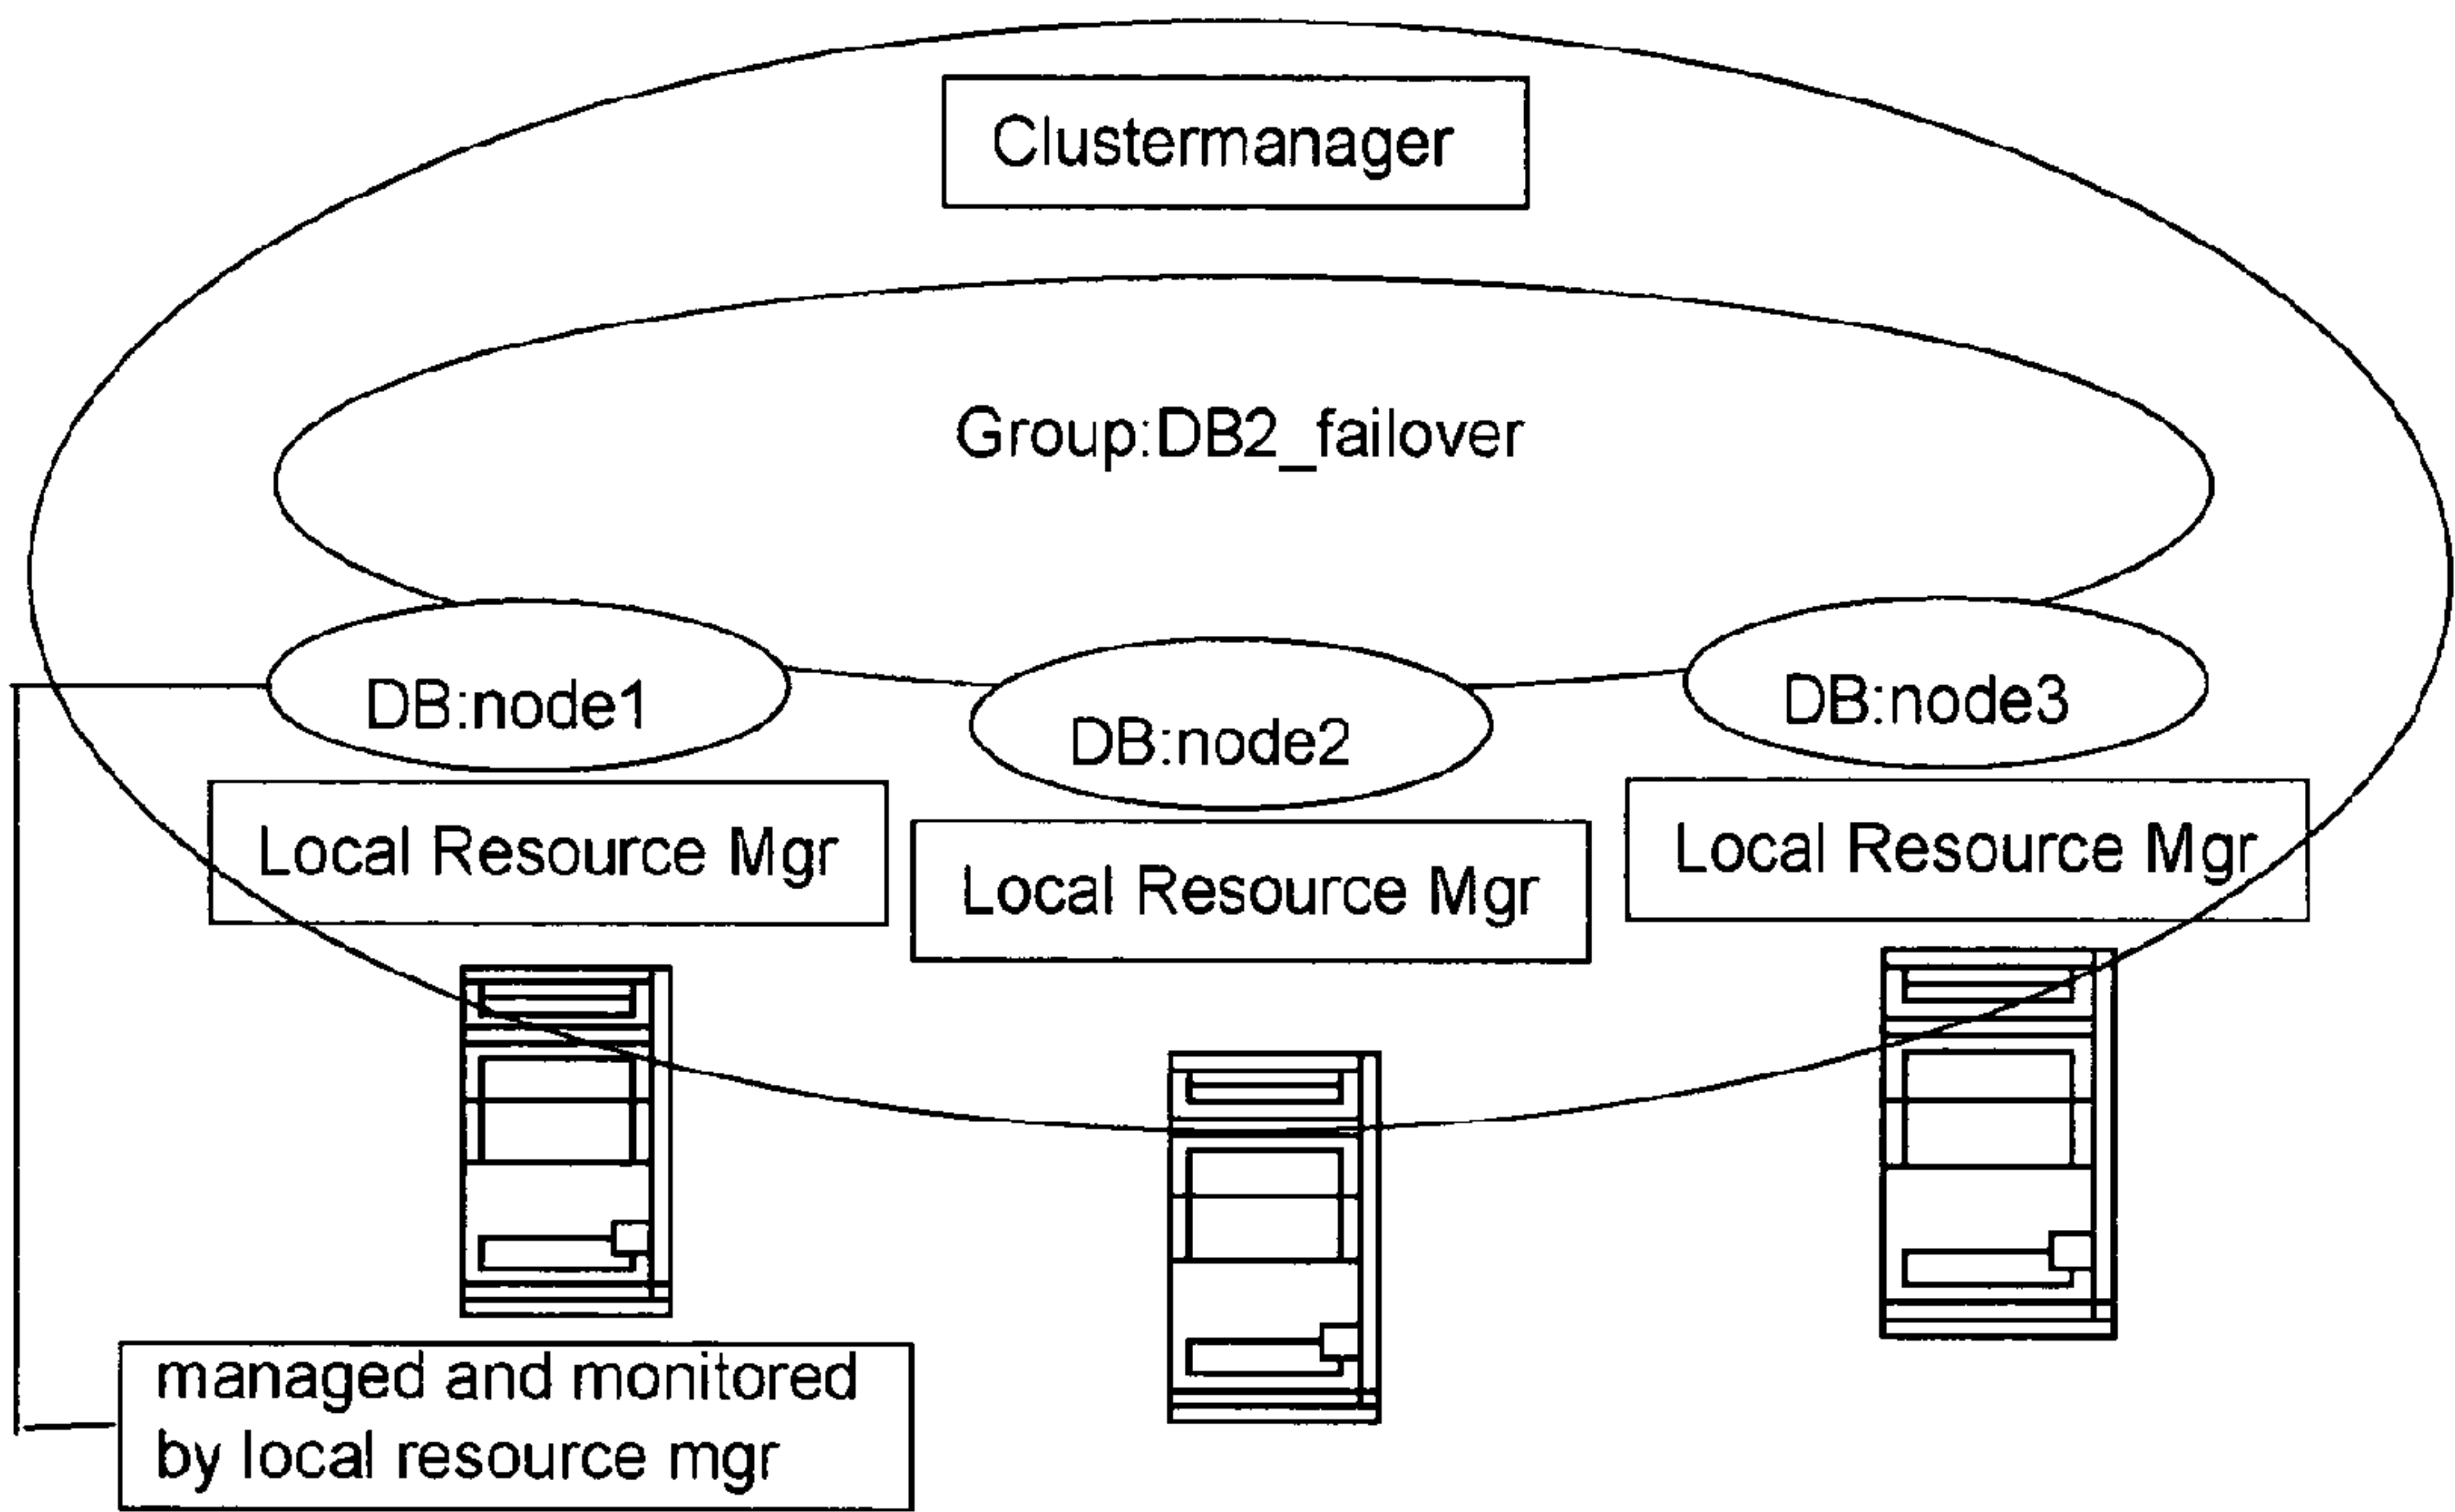 Clustermanager
Group:DB2_failover
DB:node1
DB:node2
DB:node3
Local Resource Mgr
Local Resource Mgr
Local Resource Mgr
managed and monitored
by local resource mgr